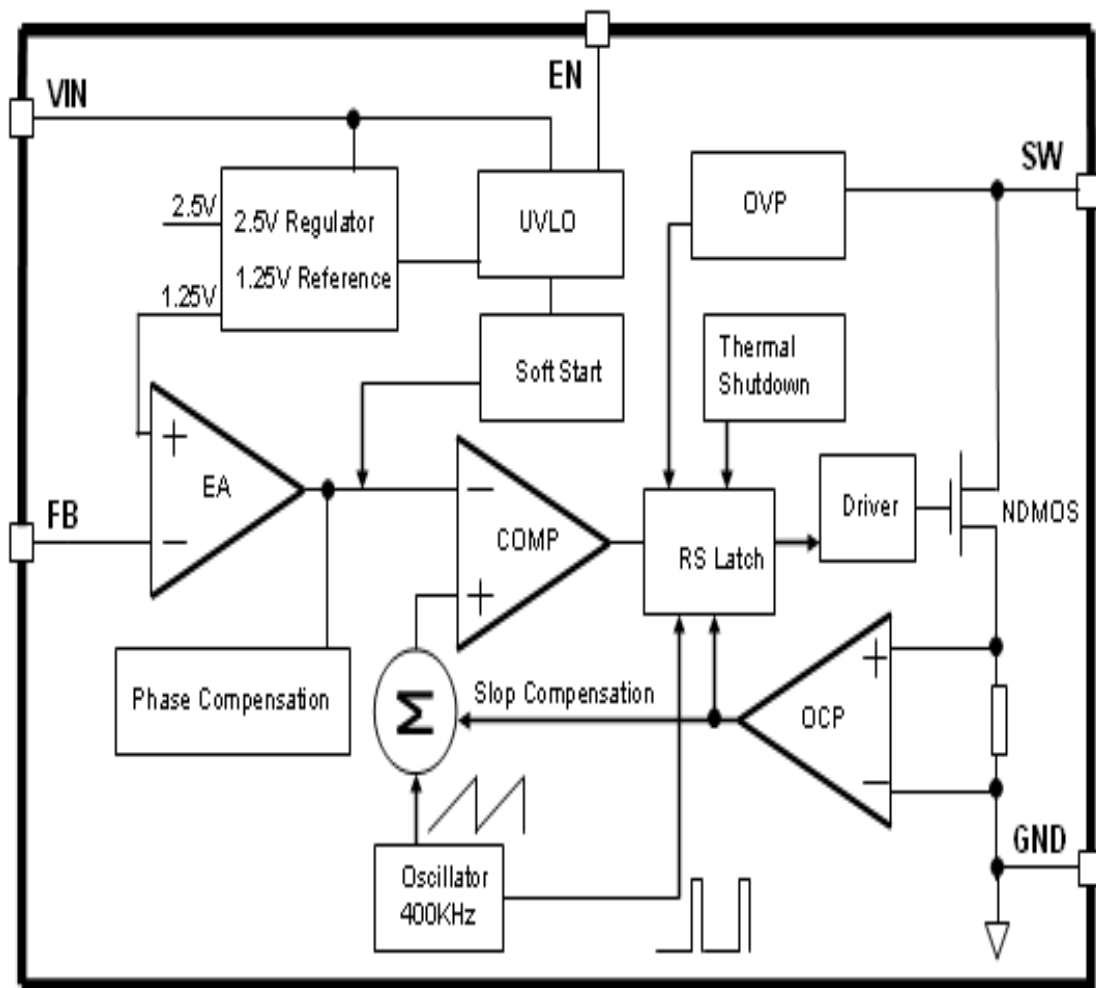 EN
VIN
SW
2.5V
2.5V Regulator
1.25V Reference
1.25V
UVLO
OVP
Soft Start
Thermal
Shutdown
+
EA
−
FB
−
COMP
+
RS Latch
Driver
NDMOS
Phase Compensation
Σ
Slop Compensation
+
OCP
−
GND
Oscillator
400KHz